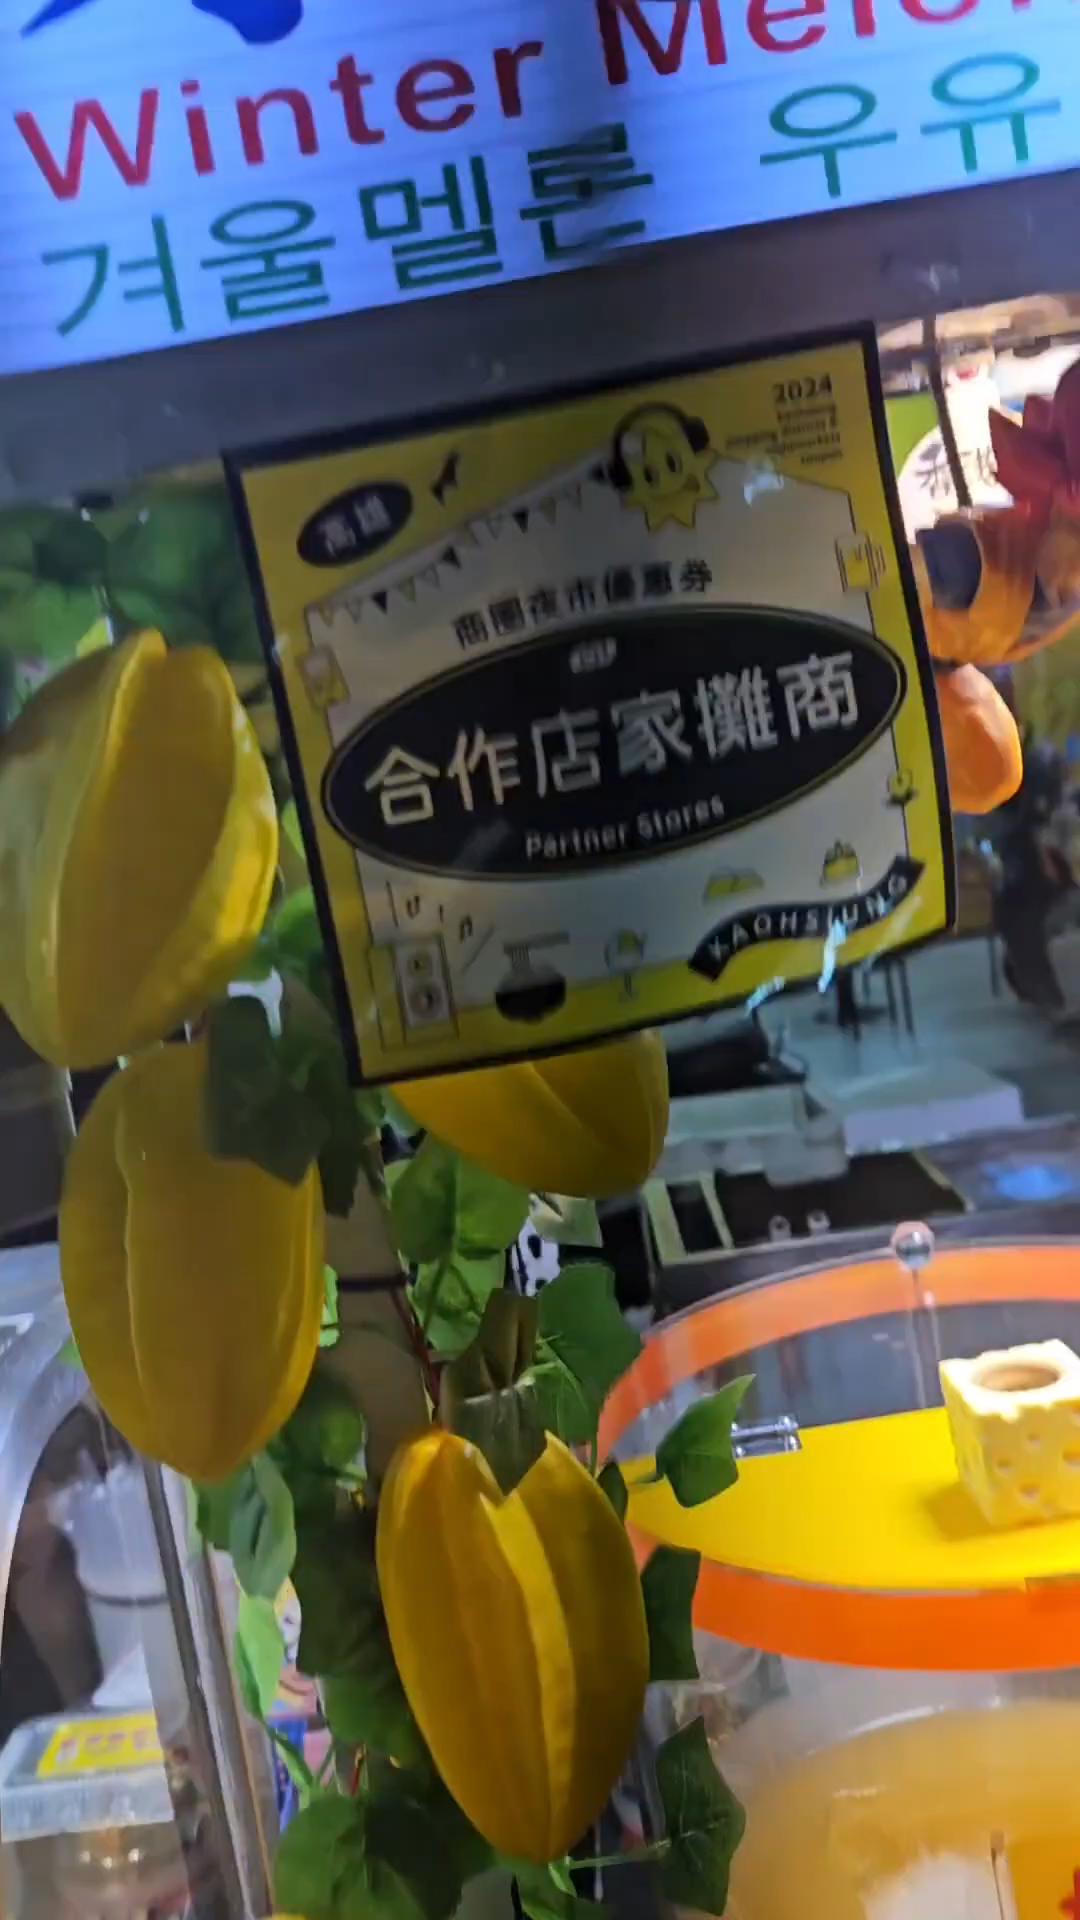 Winter Melon
겨울멜론 우유
2024
高雄
商圈夜市優惠券
合作店家攤商
Partner Stores
KAOHSIUNG